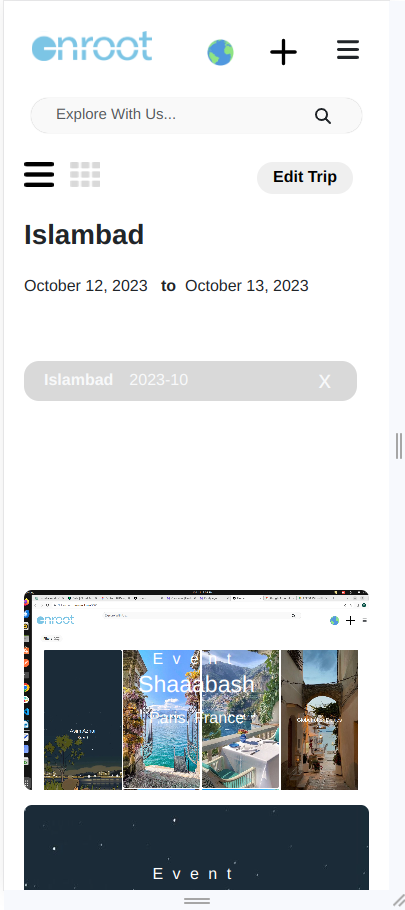 enroot
Explore With Us...
Edit Trip
Islambad
October 12, 2023 to October 13, 2023
Islambad 2023-10 X
enroot
Event
Shaaabash
Paris, France
Event